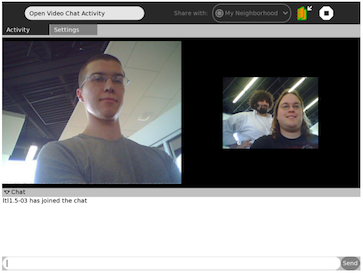 Open Video Chat Activity
Share with: My Neighborhood
Activity Settings
Chat
ltl1.5-03 has joined the chat
Send